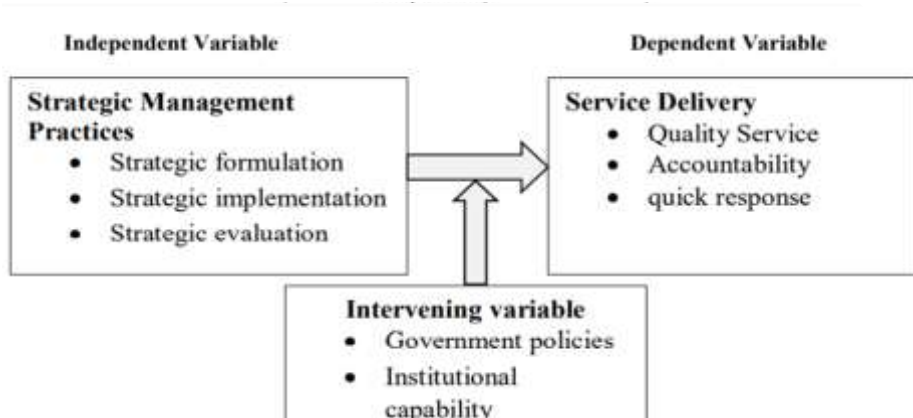 Independent Variable
Dependent Variable
Strategic Management
Practices
• Strategic formulation
• Strategic implementation
• Strategic evaluation
Service Delivery
• Quality Service
• Accountability
• quick response
Intervening variable
• Government policies
• Institutional
capability